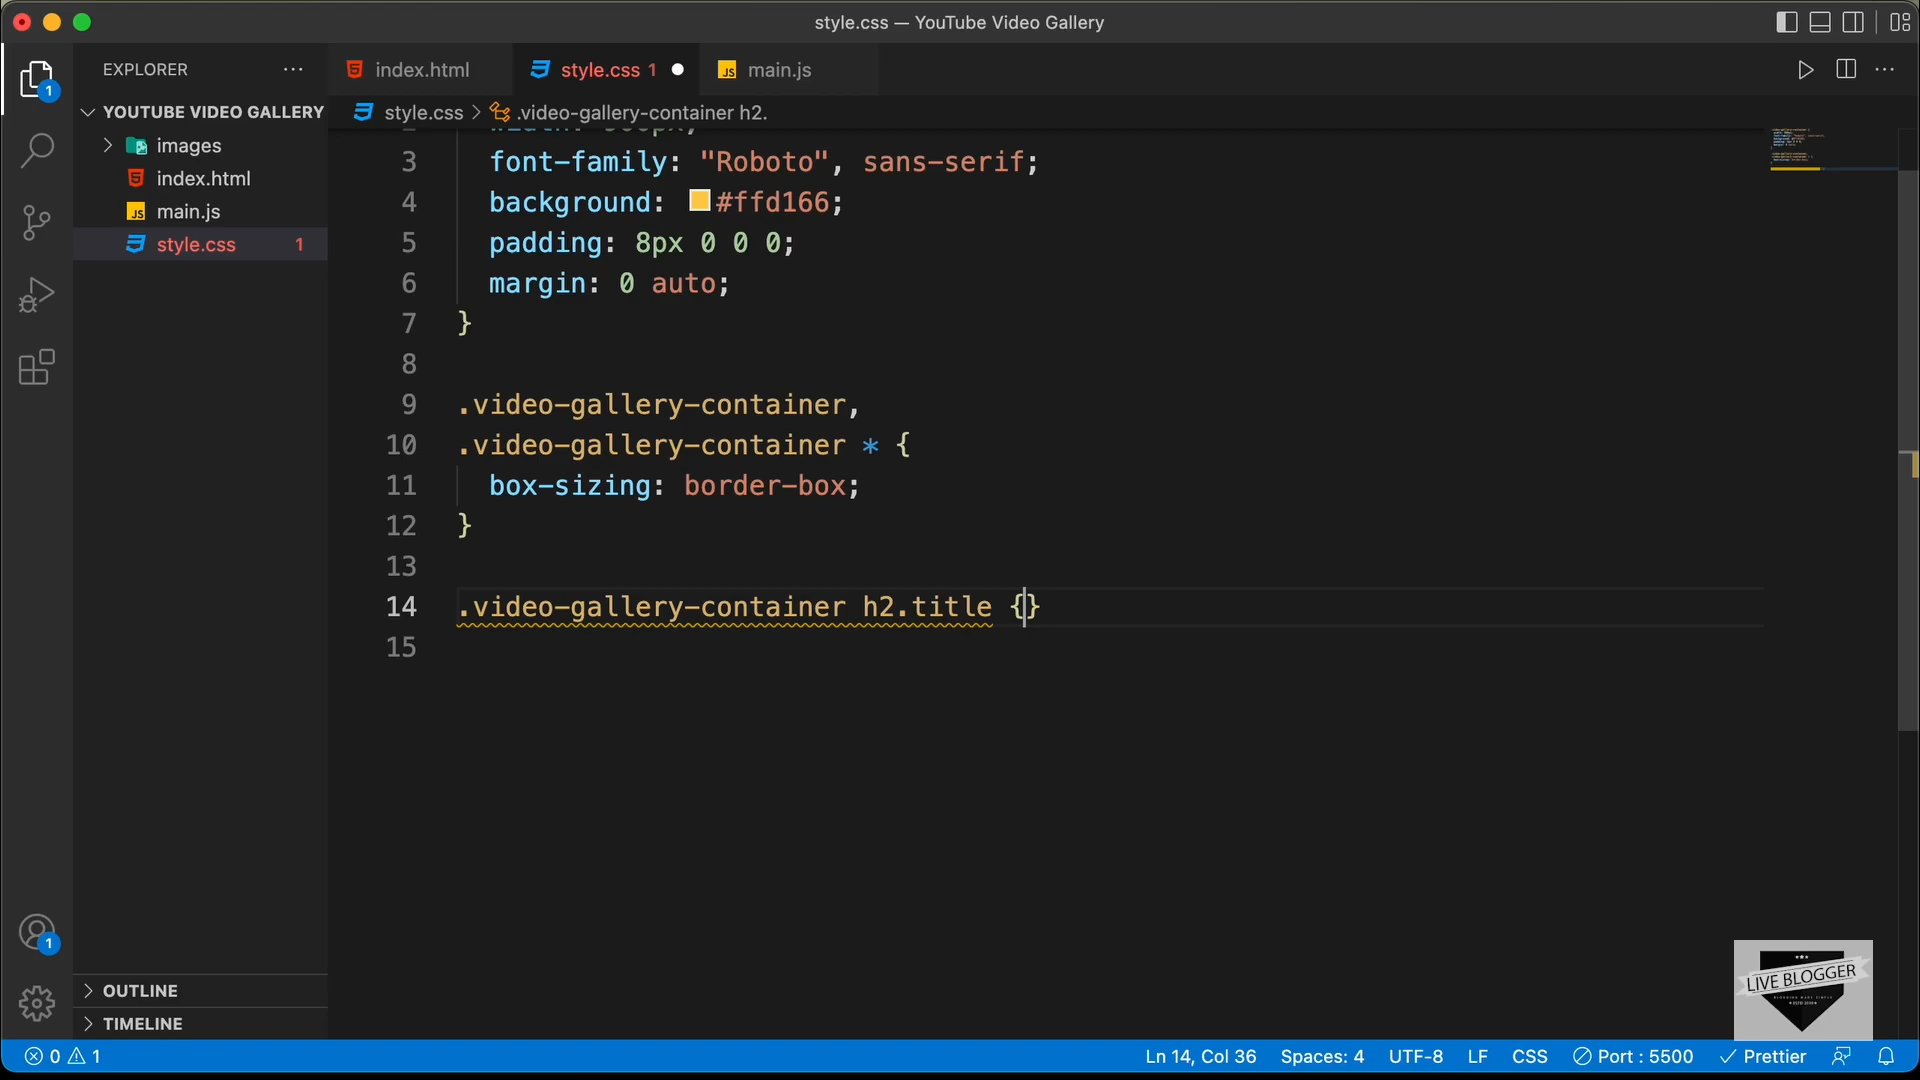 style.css — YouTube Video Gallery
EXPLORER
index.html
style.css 1
main.js
YOUTUBE VIDEO GALLERY
style.css > .video-gallery-container h2.
images
index.html
main.js
style.css 1
3 font-family: "Roboto", sans-serif;
4 background: #ffd166;
5 padding: 8px 0 0 0;
6 margin: 0 auto;
7 }
8
9 .video-gallery-container,
10 .video-gallery-container * {
11 box-sizing: border-box;
12 }
13
14 .video-gallery-container h2.title {}
15
1
1
OUTLINE
TIMELINE
LIVE BLOGGER
0 1
Ln 14, Col 36 Spaces: 4 UTF-8 LF CSS Port : 5500 Prettier